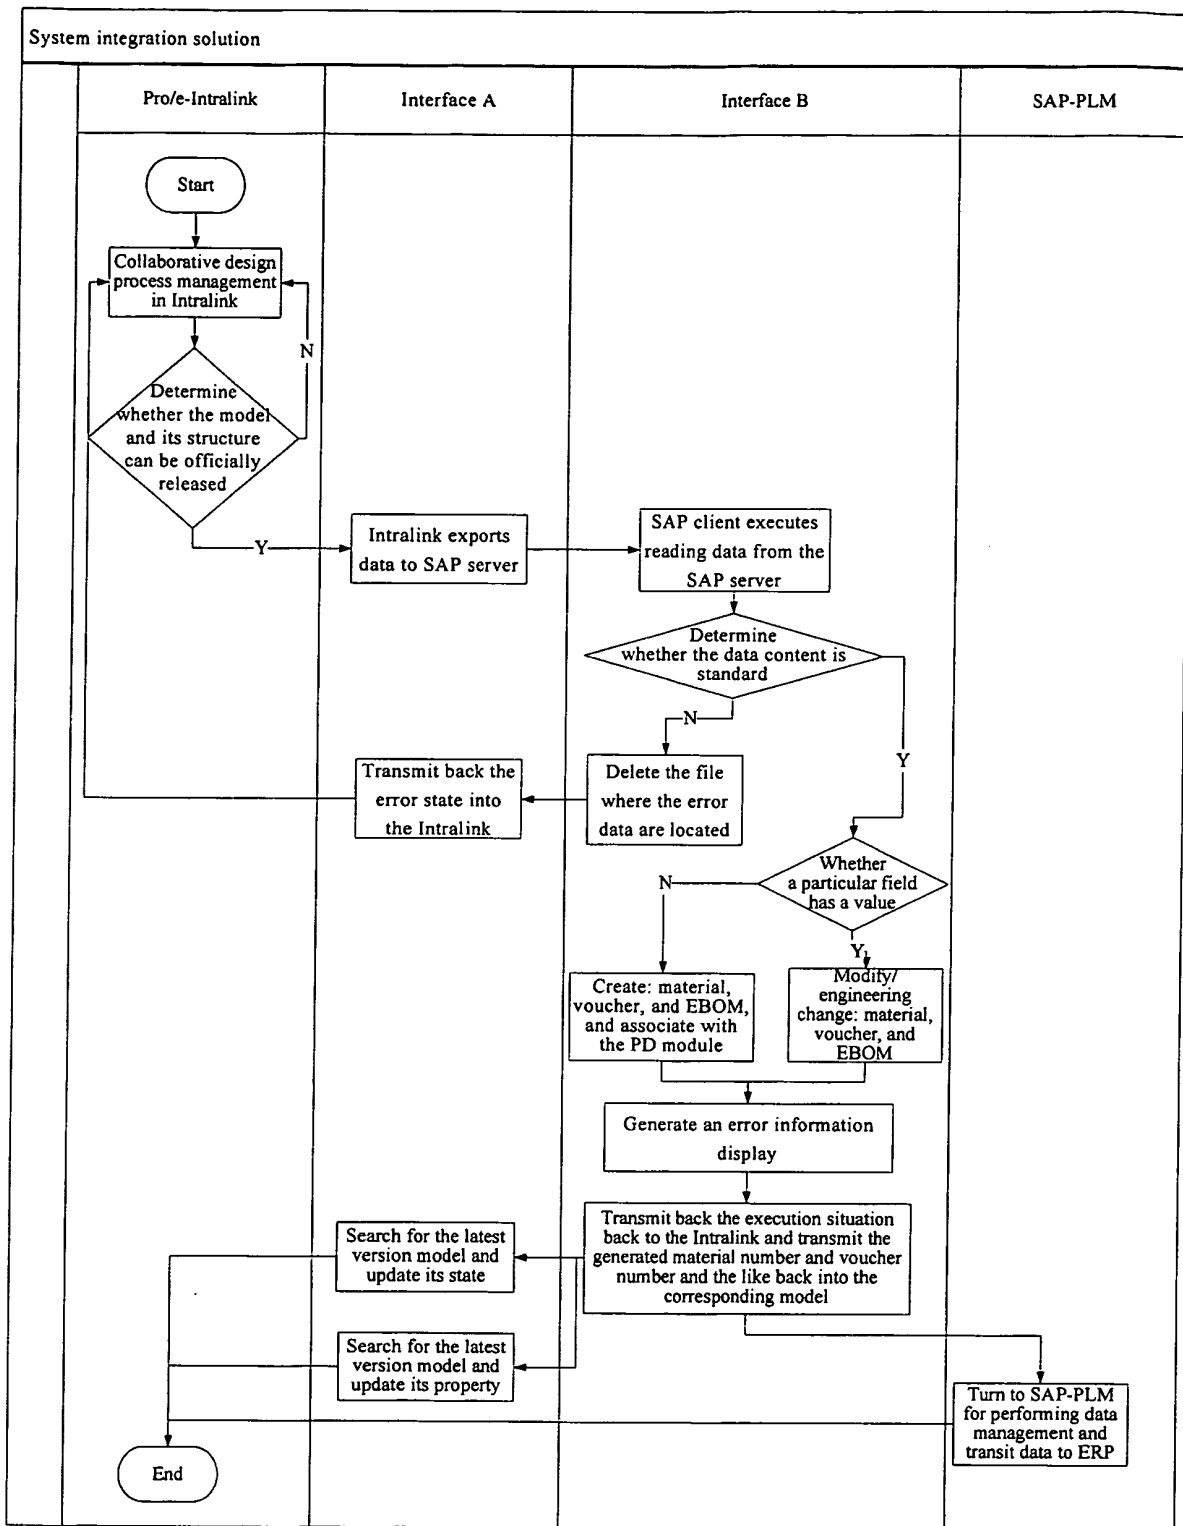 System integration solution
Pro/e-Intralink
Interface A
Interface B
SAP-PLM
Start
Collaborative design
process management
in Intralink
N
Determine
whether the model
and its structure
can be officially
released
Y
Intralink exports
data to SAP server
SAP client executes
reading data from the
SAP server
Determine
whether the data content is
standard
N
Y
Transmit back the
error state into
the Intralink
Delete the file
where the error
data are located
Whether
a particular field
has a value
N
Y
Create: material,
voucher, and EBOM,
and associate with
the PD module
Modify/
engineering
change: material,
voucher, and
EBOM
Generate an error information
display
Transmit back the execution situation
back to the Intralink and transmit the
generated material number and voucher
number and the like back into the
corresponding model
Search for the latest
version model and
update its state
Search for the latest
version model and
update its property
Turn to SAP-PLM
for performing data
management and
transit data to ERP
End